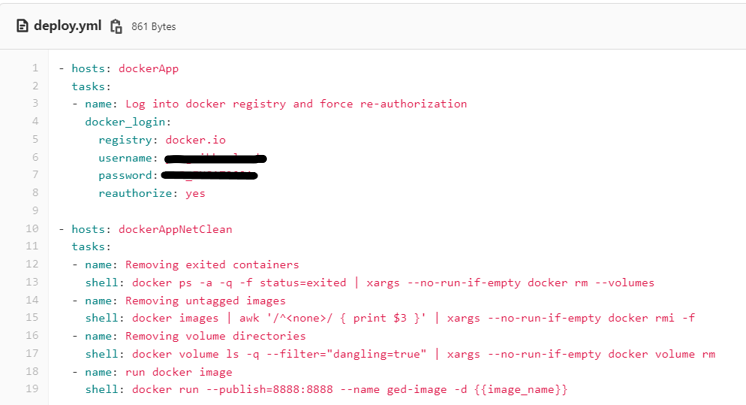 deploy.yml 861 Bytes
1 - hosts: dockerApp
2 tasks:
3 - name: Log into docker registry and force re-authorization
4 docker_login:
5 registry: docker.io
6 username:
7 password:
8 reauthorize: yes
9
10 - hosts: dockerAppNetClean
11 tasks:
12 - name: Removing exited containers
13 shell: docker ps -a -q -f status=exited | xargs --no-run-if-empty docker rm --volumes
14 - name: Removing untagged images
15 shell: docker images | awk '/^<none>/ { print $3 }' | xargs --no-run-if-empty docker rmi -f
16 - name: Removing volume directories
17 shell: docker volume ls -q --filter="dangling=true" | xargs --no-run-if-empty docker volume rm
18 - name: run docker image
19 shell: docker run --publish=8888:8888 --name ged-image -d {{image_name}}